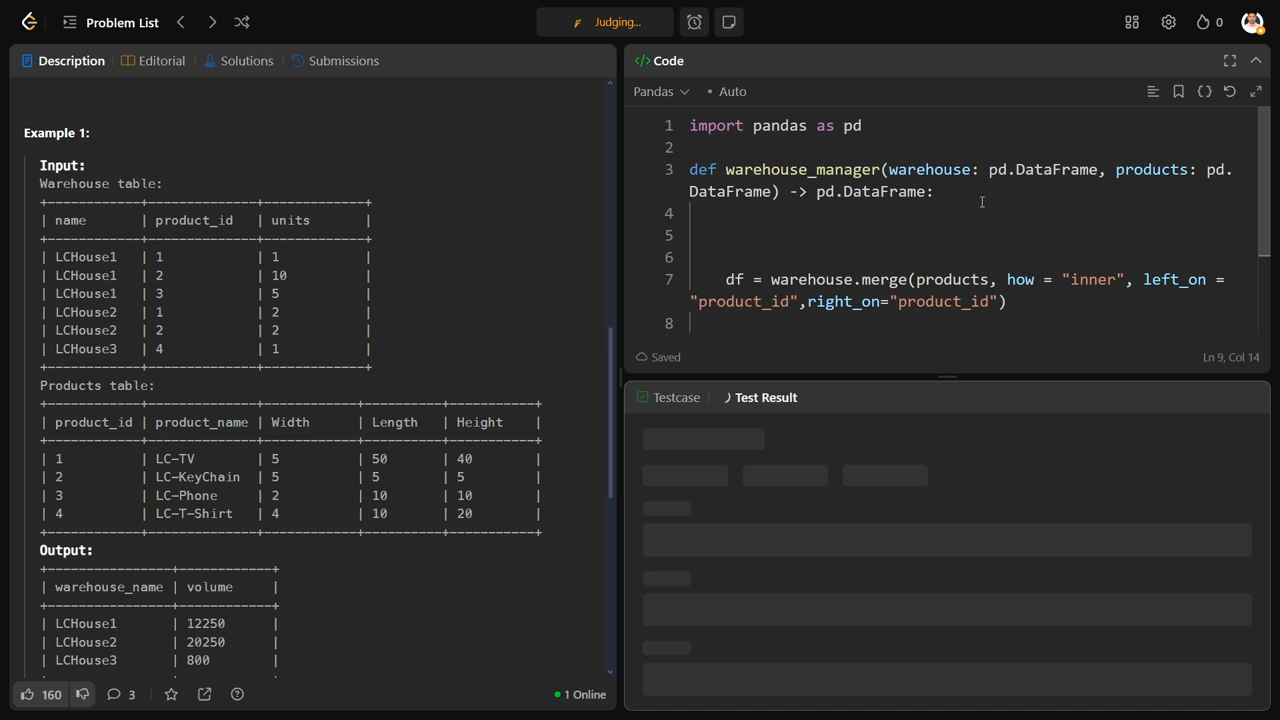 Problem List
Judging...
0
Description
Editorial
Solutions
Submissions
Example 1:
Input:
Warehouse table:
+------------+------------+------------+
| name | product_id | units |
+------------+------------+------------+
| LCHouse1 | 1 | 1 |
| LCHouse1 | 2 | 10 |
| LCHouse1 | 3 | 5 |
| LCHouse2 | 1 | 2 |
| LCHouse2 | 2 | 2 |
| LCHouse3 | 4 | 1 |
+------------+------------+------------+
Products table:
+------------+--------------+------------+----------+-----------+
| product_id | product_name | Width | Length | Height |
+------------+--------------+------------+----------+-----------+
| 1 | LC-TV | 5 | 50 | 40 |
| 2 | LC-KeyChain | 5 | 5 | 5 |
| 3 | LC-Phone | 2 | 10 | 10 |
| 4 | LC-T-Shirt | 4 | 10 | 20 |
+------------+--------------+------------+----------+-----------+
Output:
+----------------+------------+
| warehouse_name | volume |
+----------------+------------+
| LCHouse1 | 12250 |
| LCHouse2 | 20250 |
| LCHouse3 | 800 |
160
3
1 Online
</> Code
Pandas
• Auto
1 import pandas as pd
2
3 def warehouse_manager(warehouse: pd.DataFrame, products: pd.
DataFrame) -> pd.DataFrame:
4
5
6
7 df = warehouse.merge(products, how = "inner", left_on =
"product_id",right_on="product_id")
8
Saved
Ln 9, Col 14
Testcase
Test Result